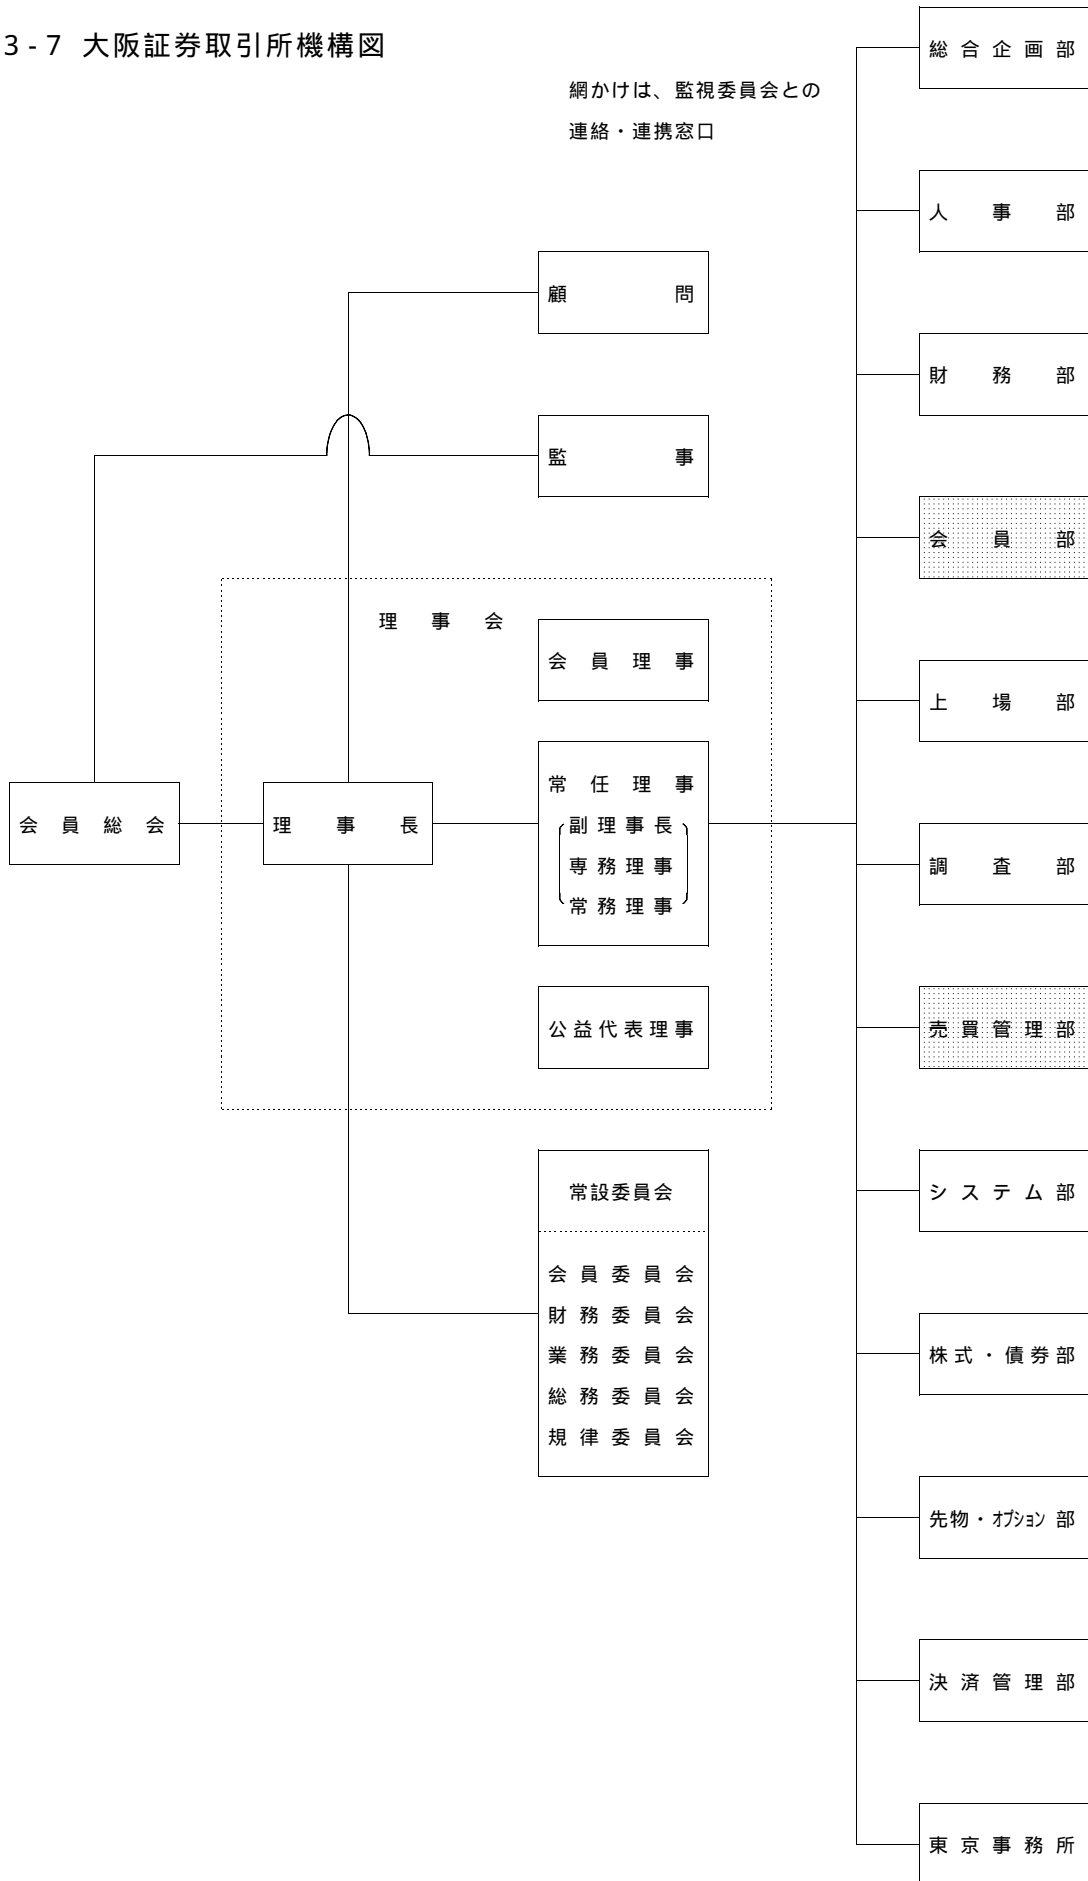 3-7 大阪証券取引所機構図
網かけは、監視委員会との
連絡・連携窓口
顧問
監事
理事会
会員理事
会員総会
理事長
常任理事
副理事長
専務理事
常務理事
公益代表理事
常設委員会
会員委員会
財務委員会
業務委員会
総務委員会
規律委員会
総合企画部
人事部
財務部
会員部
上場部
調査部
売買管理部
システム部
株式・債券部
先物・オプション部
決済管理部
東京事務所